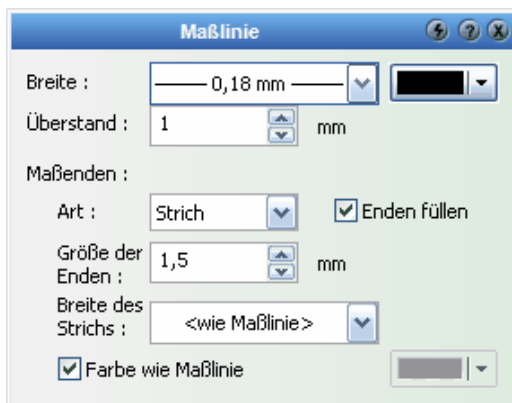 Maßlinie
Breite : 0,18 mm
Überstand : 1 mm
Maßenden :
Art : Strich Enden füllen
Größe der
Enden : 1,5 mm
Breite des
Strichs : <wie Maßlinie>
Farbe wie Maßlinie